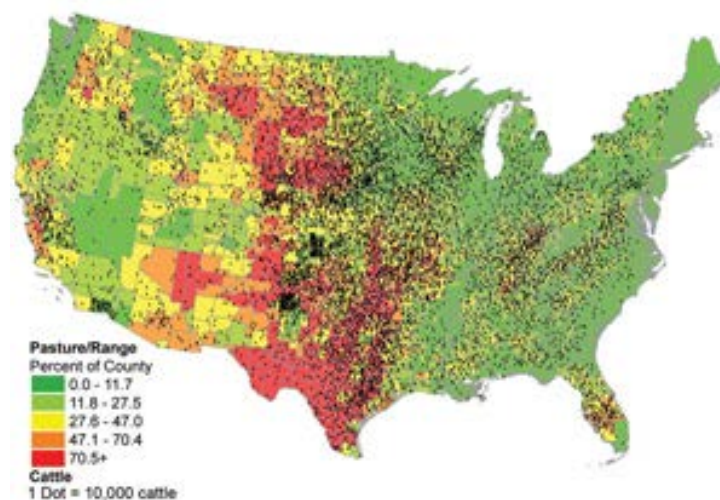 Pasture/Range
Percent of County
0.0 - 11.7
11.8 - 27.5
27.6 - 47.0
47.1 - 70.4
70.5+
Cattle
1 Dot = 10,000 cattle